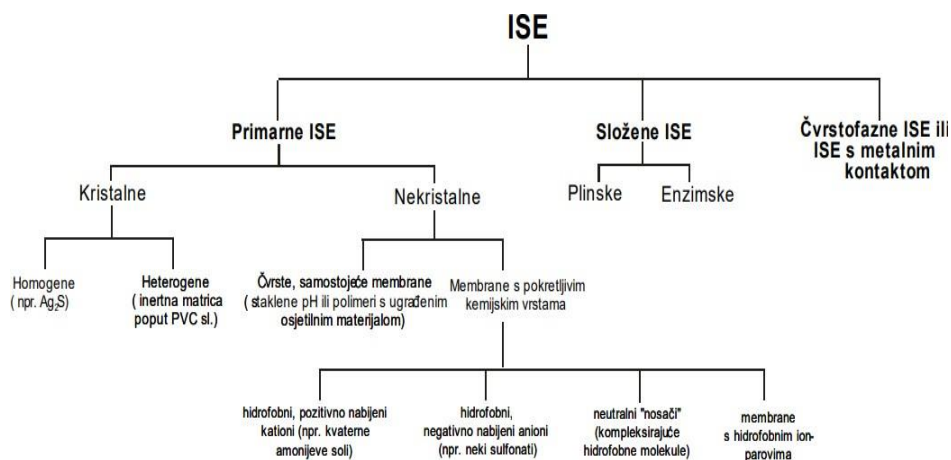 ISE
Primarne ISE
Složene ISE
Čvrstofazne ISE ili
ISE s metalnim
kontaktom
Kristalne
Nekristalne
Plinske
Enzimske
Homogene
( npr. Ag₂S)
Heterogene
( inertna matrica
poput PVC sl.)
Čvrste, samostojeće membrane
( staklene pH ili polimeri s ugrađenim
osjetilnim materijalom)
Membrane s pokretljivim
kemijskim vrstama
hidrofobni, pozitivno nabijeni
kationi (npr. kvaterne
amonijeve soli)
hidrofobni,
negativno nabijeni anioni
(npr. neki sulfonati)
neutralni "nosači"
(kompleksirajuće
hidrofobne molekule)
membrane
s hidrofobnim ion-
parovima